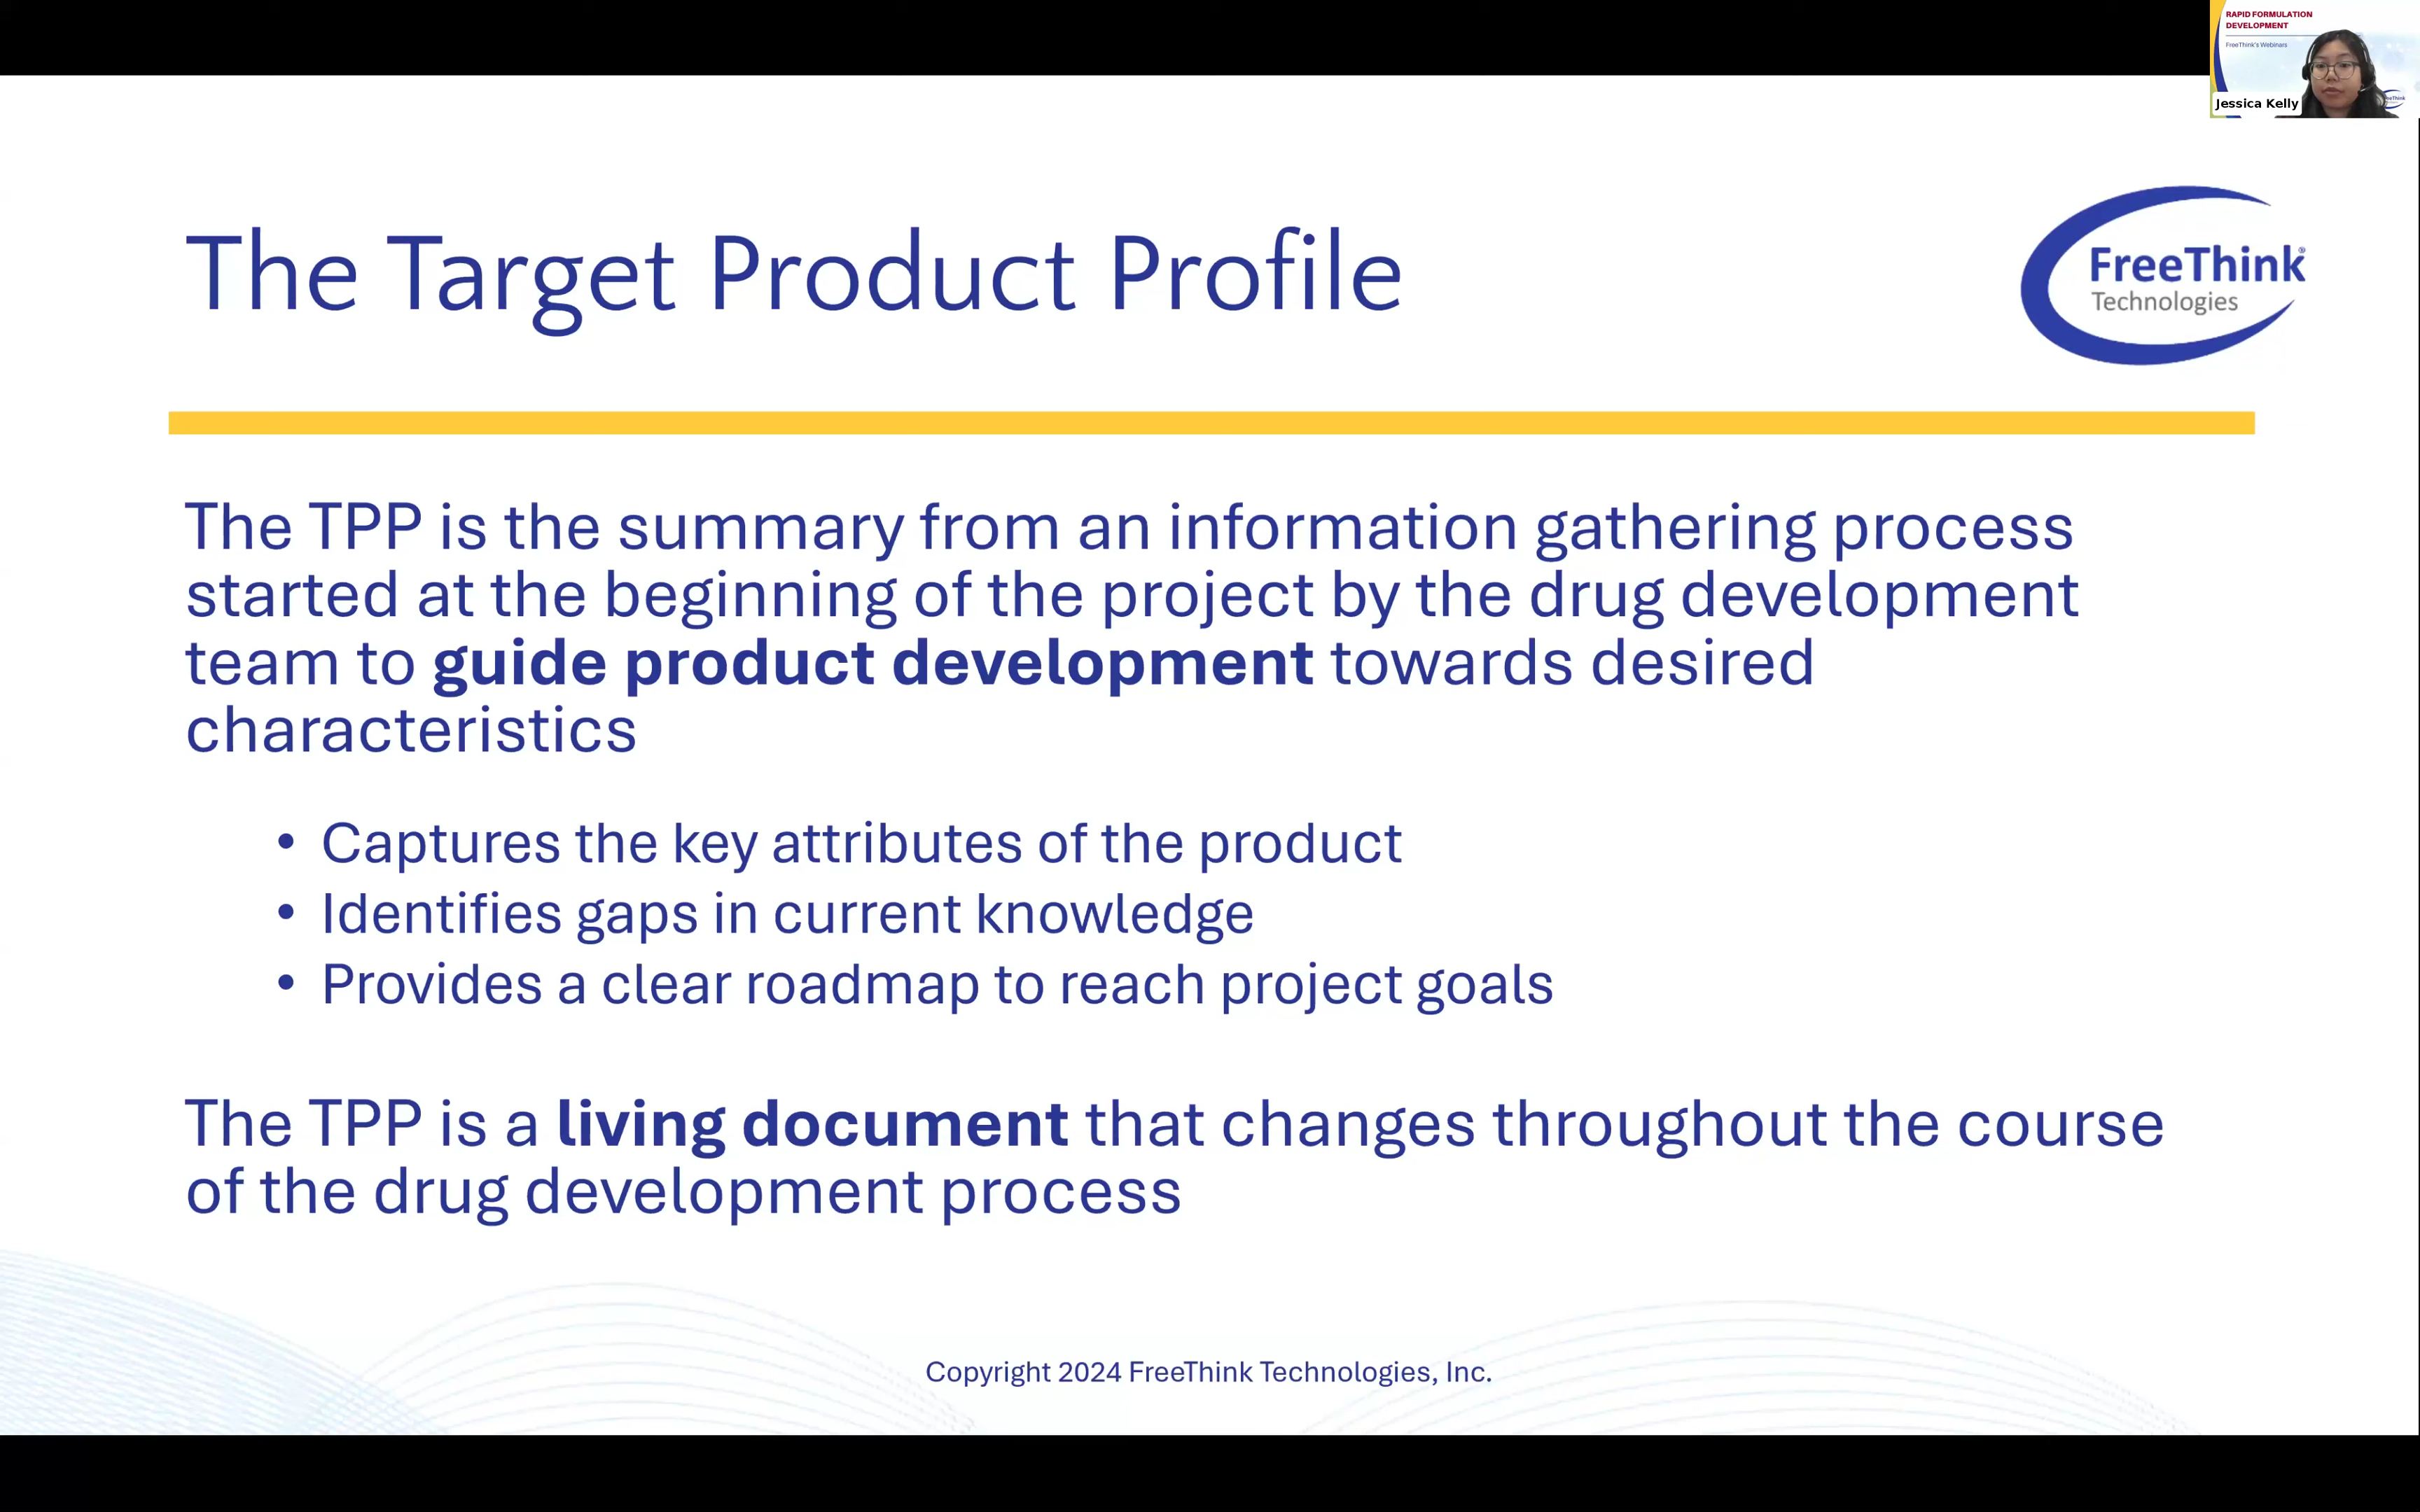 RAPID FORMULATION
DEVELOPMENT
FreeThink's Webinars
Jessica Kelly
The Target Product Profile
FreeThink®
Technologies
The TPP is the summary from an information gathering process
started at the beginning of the project by the drug development
team to guide product development towards desired
characteristics
• Captures the key attributes of the product
• Identifies gaps in current knowledge
• Provides a clear roadmap to reach project goals
The TPP is a living document that changes throughout the course
of the drug development process
Copyright 2024 FreeThink Technologies, Inc.